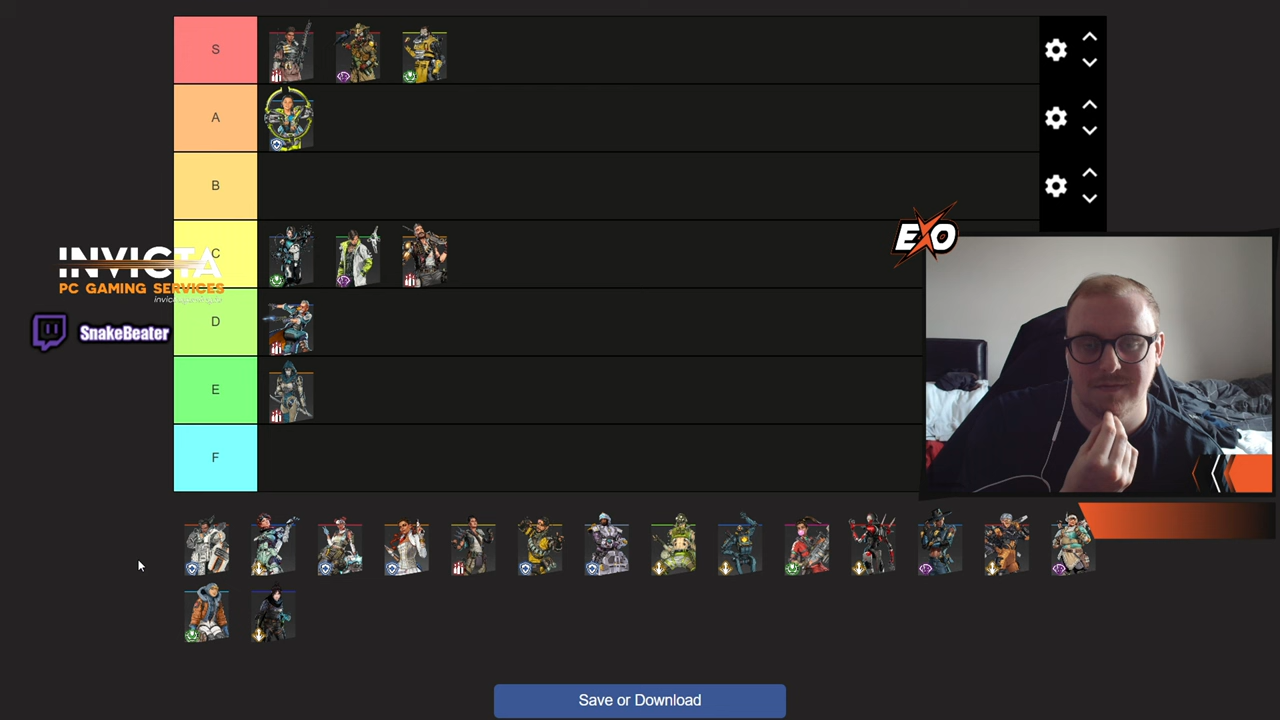 S
A
B
C
D
E
F
INVICTA
PC GAMING SERVICES
SnakeBeater
EXO
Save or Download